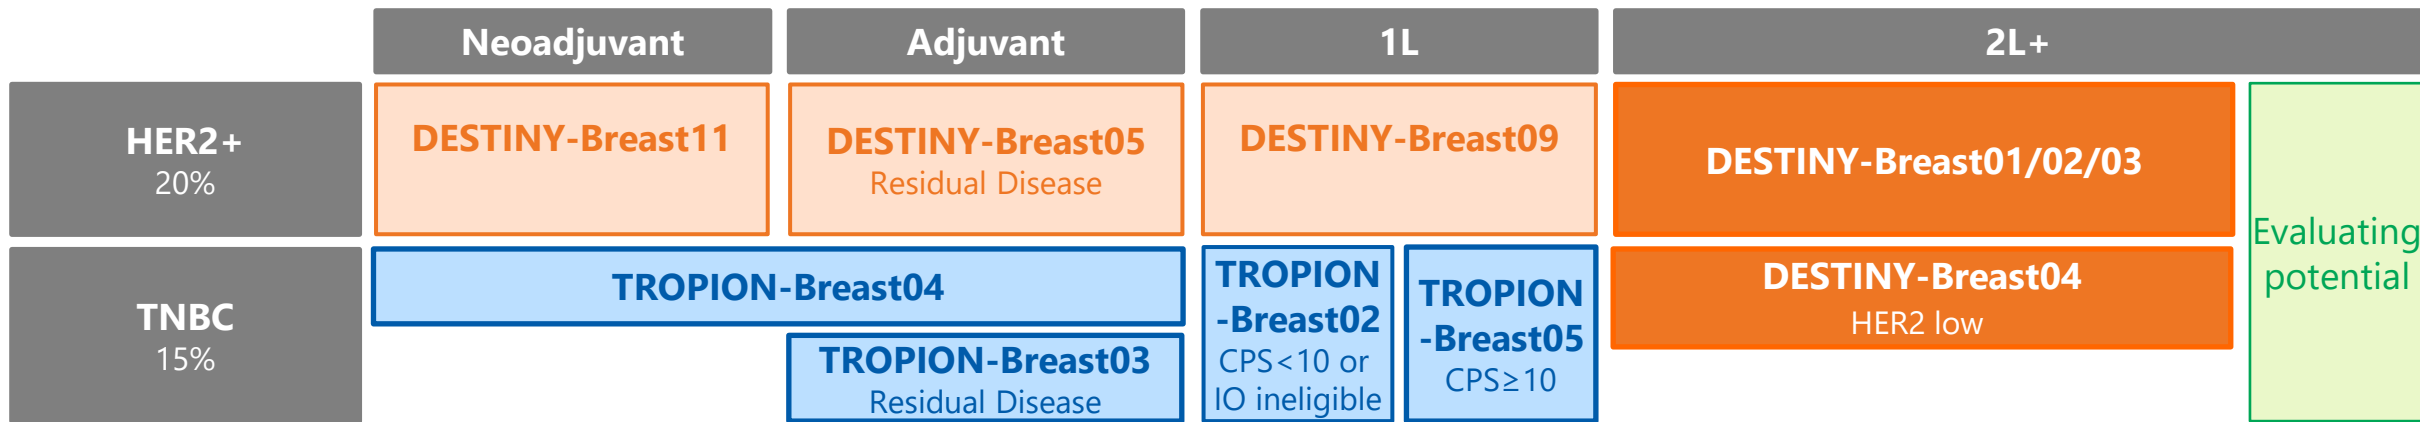 Neoadjuvant
Adjuvant
1L
2L+
HER2+
20%
DESTINY-Breast11
DESTINY-Breast05
Residual Disease
DESTINY-Breast09
DESTINY-Breast01/02/03
Evaluating
potential
TNBC
15%
TROPION-Breast04
TROPION-Breast03
Residual Disease
TROPION
-Breast02
CPS<10 or
IO ineligible
TROPION
-Breast05
CPS≥10
DESTINY-Breast04
HER2 low